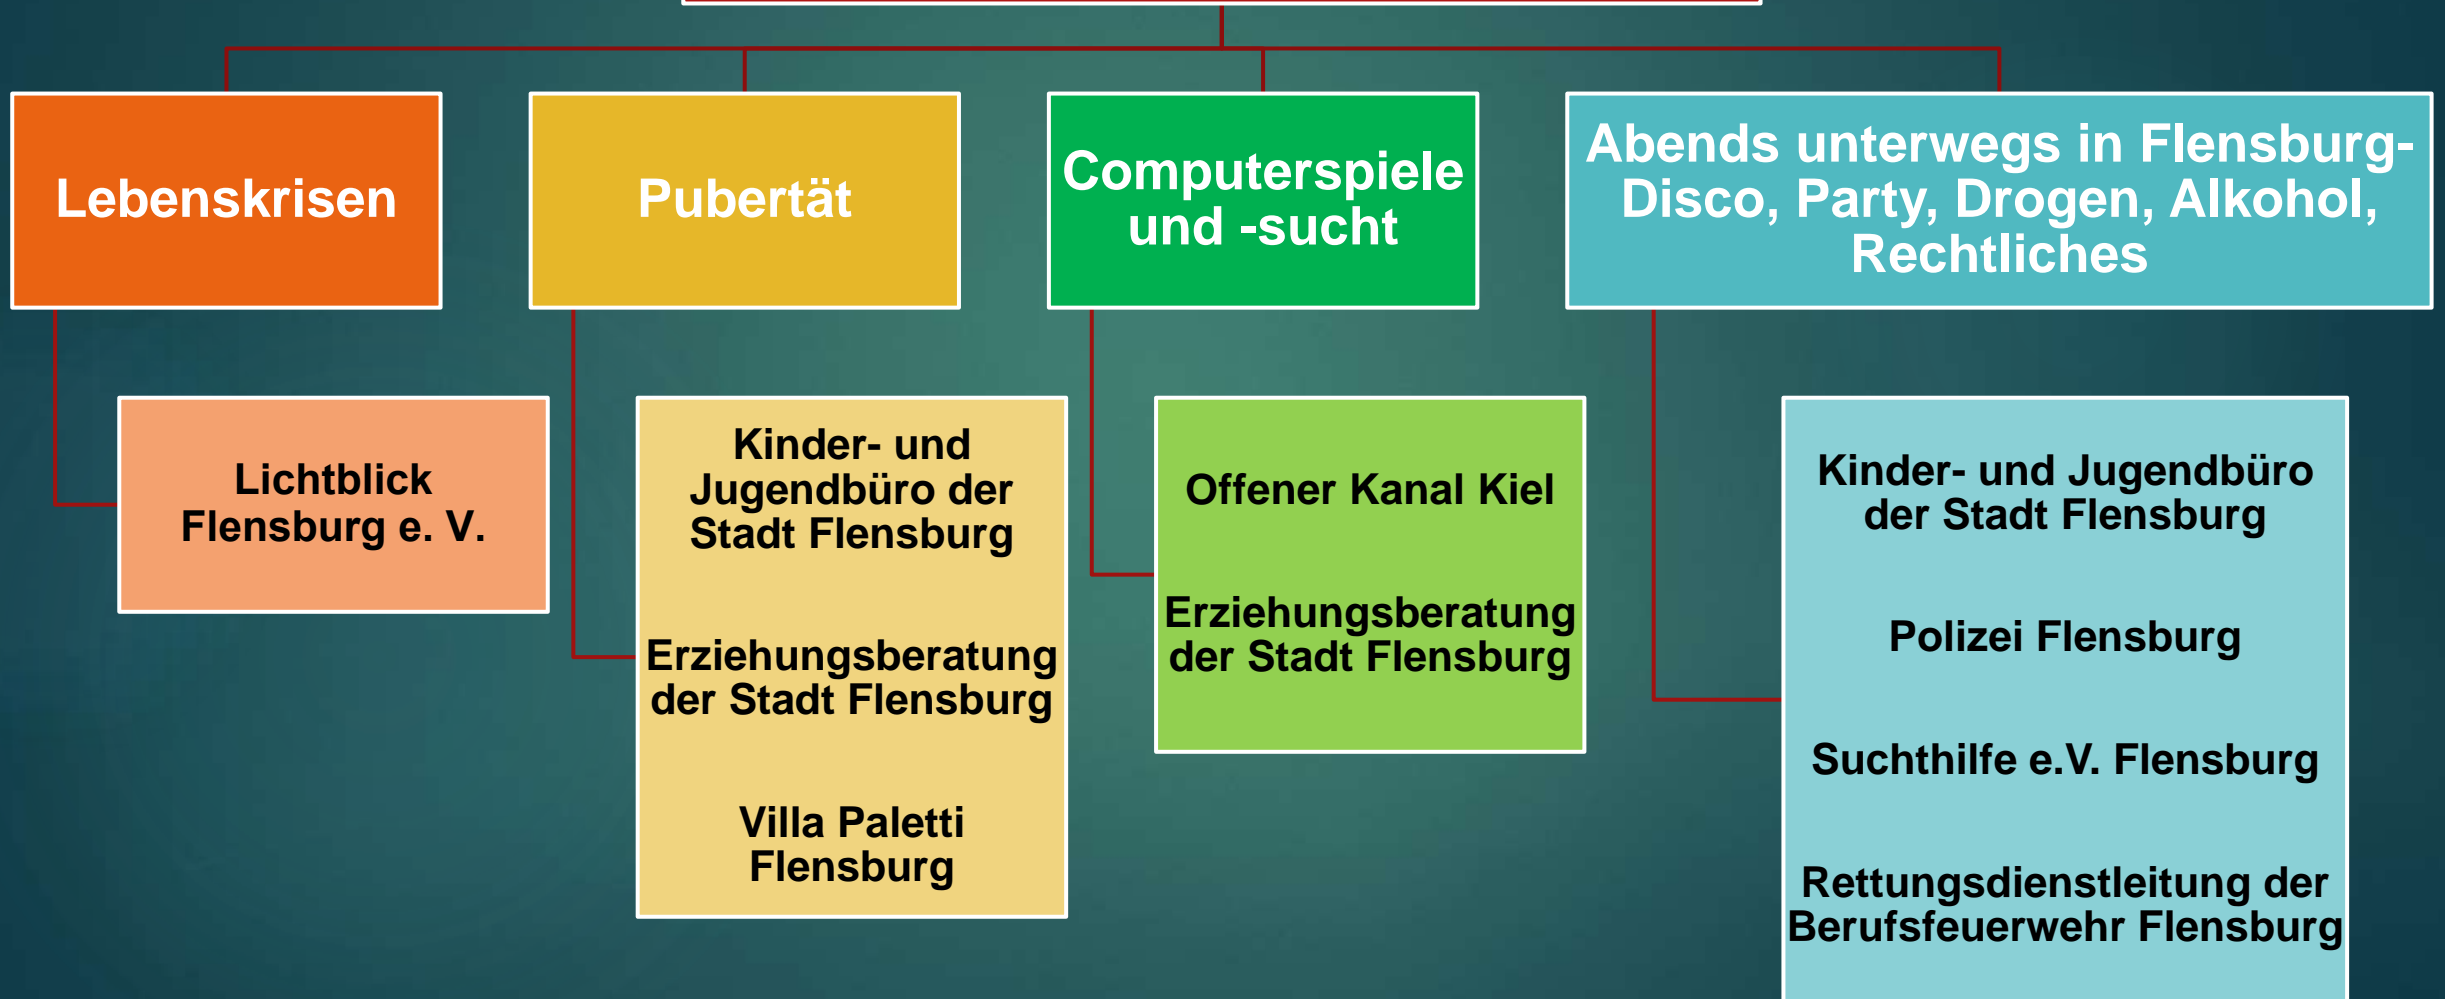 Lebenskrisen
Pubertät
Computerspiele
und -sucht
Abends unterwegs in Flensburg-
Disco, Party, Drogen, Alkohol,
Rechtliches
Lichtblick
Flensburg e. V.
Kinder- und
Jugendbüro der
Stadt Flensburg
Erziehungsberatung
der Stadt Flensburg
Villa Paletti
Flensburg
Offener Kanal Kiel
Erziehungsberatung
der Stadt Flensburg
Kinder- und Jugendbüro
der Stadt Flensburg
Polizei Flensburg
Suchthilfe e.V. Flensburg
Rettungsdienstleitung der
Berufsfeuerwehr Flensburg